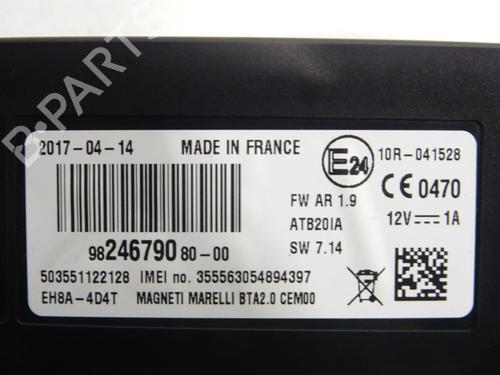 B-PARTS
2017-04-14 MADE IN FRANCE
E24 10R-041528
CE 0470
FW AR 1.9
ATB20IA 12V 1A
SW 7.14
98246790 80-00
503551122128 IMEI no. 355563054894397
EH8A-4D4T MAGNETI MARELLI BTA2.0 CEM00